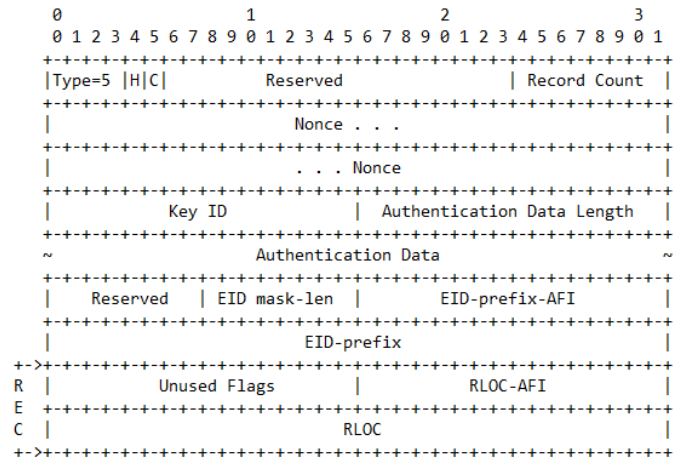 0                   1                   2                   3
 0 1 2 3 4 5 6 7 8 9 0 1 2 3 4 5 6 7 8 9 0 1 2 3 4 5 6 7 8 9 0 1
+-+-+-+-+-+-+-+-+-+-+-+-+-+-+-+-+-+-+-+-+-+-+-+-+-+-+-+-+-+-+-+-+
|Type=5 |H|C|          Reserved                 | Record Count  |
+-+-+-+-+-+-+-+-+-+-+-+-+-+-+-+-+-+-+-+-+-+-+-+-+-+-+-+-+-+-+-+-+
|                         Nonce . . .                           |
+-+-+-+-+-+-+-+-+-+-+-+-+-+-+-+-+-+-+-+-+-+-+-+-+-+-+-+-+-+-+-+-+
|                         . . . Nonce                           |
+-+-+-+-+-+-+-+-+-+-+-+-+-+-+-+-+-+-+-+-+-+-+-+-+-+-+-+-+-+-+-+-+
|            Key ID             |  Authentication Data Length   |
+-+-+-+-+-+-+-+-+-+-+-+-+-+-+-+-+-+-+-+-+-+-+-+-+-+-+-+-+-+-+-+-+
~                     Authentication Data                       ~
+-+-+-+-+-+-+-+-+-+-+-+-+-+-+-+-+-+-+-+-+-+-+-+-+-+-+-+-+-+-+-+-+
|    Reserved   | EID mask-len  |        EID-prefix-AFI         |
+-+-+-+-+-+-+-+-+-+-+-+-+-+-+-+-+-+-+-+-+-+-+-+-+-+-+-+-+-+-+-+-+
|                          EID-prefix                           |
+->+-+-+-+-+-+-+-+-+-+-+-+-+-+-+-+-+-+-+-+-+-+-+-+-+-+-+-+-+-+-+-+-+
R  |          Unused Flags         |           RLOC-AFI            |
E  +-+-+-+-+-+-+-+-+-+-+-+-+-+-+-+-+-+-+-+-+-+-+-+-+-+-+-+-+-+-+-+-+
C  |                             RLOC                              |
+->+-+-+-+-+-+-+-+-+-+-+-+-+-+-+-+-+-+-+-+-+-+-+-+-+-+-+-+-+-+-+-+-+